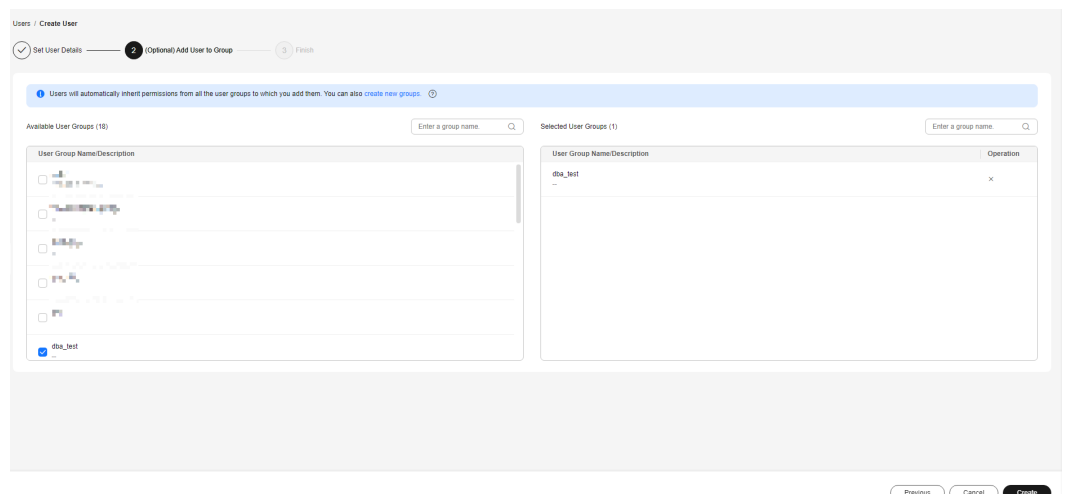 Users / Create User
Set User Details
2 (Optional) Add User to Group
3 Finish
Users will automatically inherit permissions from all the user groups to which you add them. You can also create new groups.
Available User Groups (18)
Enter a group name.
Selected User Groups (1)
Enter a group name.
User Group Name/Description
User Group Name/Description
Operation
dba_test
--
dba_test
--
Previous
Cancel
Create